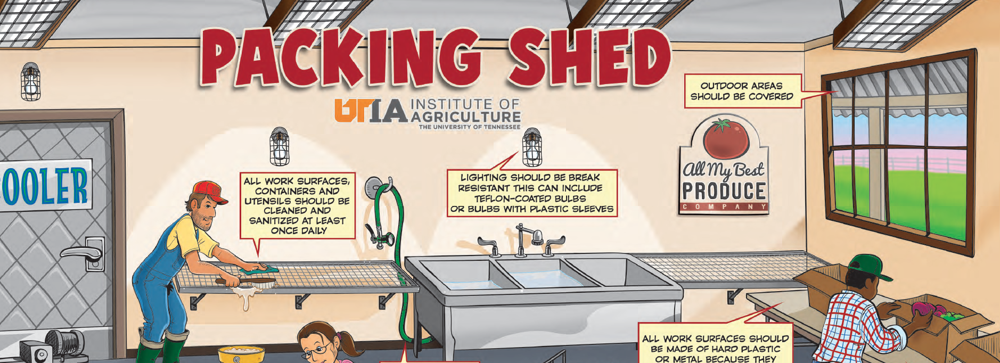 PACKING SHED
UTIA INSTITUTE OF
AGRICULTURE
THE UNIVERSITY OF TENNESSEE
OUTDOOR AREAS
SHOULD BE COVERED
All My Best
PRODUCE
COMPANY
OOLER
ALL WORK SURFACES,
CONTAINERS AND
UTENSILS SHOULD BE
CLEANED AND
SANITIZED AT LEAST
ONCE DAILY
LIGHTING SHOULD BE BREAK
RESISTANT THIS CAN INCLUDE
TEFLON-COATED BULBS
OR BULBS WITH PLASTIC SLEEVES
ALL WORK SURFACES SHOULD
BE MADE OF HARD PLASTIC
OR METAL BECAUSE THEY